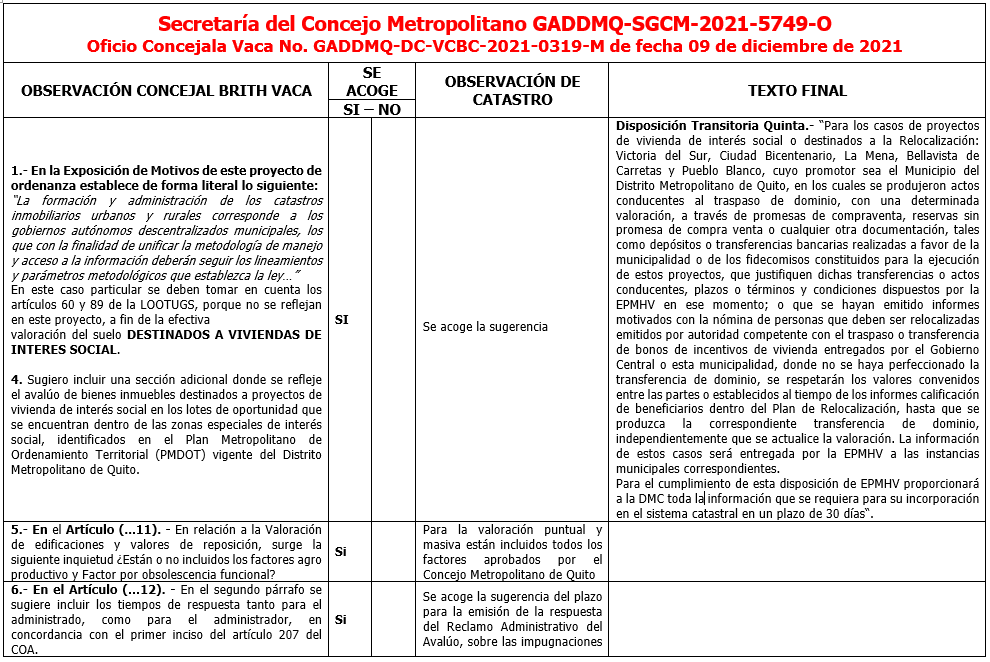 Secretaría del Concejo Metropolitano GADDMQ-SGCM-2021-5749-O
Oficio Concejala Vaca No. GADDMQ-DC-VCBC-2021-0319-M de fecha 09 de diciembre de 2021
OBSERVACIÓN CONCEJAL BRITH VACA
SE
ACOGE
SI – NO
OBSERVACIÓN DE
CATASTRO
TEXTO FINAL
1.- En la Exposición de Motivos de este proyecto de
ordenanza establece de forma literal lo siguiente:
"La formación y administración de los catastros
inmobiliarios urbanos y rurales corresponde a los
gobiernos autónomos descentralizados municipales, los
que con la finalidad de unificar la metodología de manejo
y acceso a la información deberán seguir los lineamientos
y parámetros metodológicos que establezca la ley…"
En este caso particular se deben tomar en cuenta los
artículos 60 y 89 de la LOOTUGS, porque no se reflejan
en este proyecto, a fin de la efectiva
valoración del suelo DESTINADOS A VIVIENDAS DE
INTERES SOCIAL.
4. Sugiero incluir una sección adicional donde se refleje
el avalúo de bienes inmuebles destinados a proyectos de
vivienda de interés social en los lotes de oportunidad que
se encuentran dentro de las zonas especiales de interés
social, identificados en el Plan Metropolitano de
Ordenamiento Territorial (PMDOT) vigente del Distrito
Metropolitano de Quito.
SI
Se acoge la sugerencia
Disposición Transitoria Quinta.- "Para los casos de proyectos
de vivienda de interés social o destinados a la Relocalización:
Victoria del Sur, Ciudad Bicentenario, La Mena, Bellavista de
Carretas y Pueblo Blanco, cuyo promotor sea el Municipio del
Distrito Metropolitano de Quito, en los cuales se produjeron actos
conducentes al traspaso de dominio, con una determinada
valoración, a través de promesas de compraventa, reservas sin
promesa de compra venta o cualquier otra documentación, tales
como depósitos o transferencias bancarias realizadas a favor de la
municipalidad o de los fidecomisos constituidos para la ejecución
de estos proyectos, que justifiquen dichas transferencias o actos
conducentes, plazos o términos y condiciones dispuestos por la
EPMHV en ese momento; o que se hayan emitido informes
motivados con la nómina de personas que deben ser relocalizadas
emitidos por autoridad competente con el traspaso o transferencia
de bonos de incentivos de vivienda entregados por el Gobierno
Central o esta municipalidad, donde no se haya perfeccionado la
transferencia de dominio, se respetarán los valores convenidos
entre las partes o establecidos al tiempo de los informes calificación
de beneficiarios dentro del Plan de Relocalización, hasta que se
produzca la correspondiente transferencia de dominio,
independientemente que se actualice la valoración. La información
de estos casos será entregada por la EPMHV a las instancias
municipales correspondientes.
Para el cumplimiento de esta disposición de EPMHV proporcionará
a la DMC toda la información que se requiera para su incorporación
en el sistema catastral en un plazo de 30 días".
5.- En el Artículo (...11). - En relación a la Valoración
de edificaciones y valores de reposición, surge la
siguiente inquietud ¿Están o no incluidos los factores agro
productivo y Factor por obsolescencia funcional?
Si
Para la valoración puntual y
masiva están incluidos todos los
factores aprobados por el
Concejo Metropolitano de Quito
6.- En el Artículo (...12). - En el segundo párrafo se
sugiere incluir los tiempos de respuesta tanto para el
administrado, como para el administrador, en
concordancia con el primer inciso del artículo 207 del
COA.
Si
Se acoge la sugerencia del plazo
para la emisión de la respuesta
del Reclamo Administrativo del
Avalúo, sobre las impugnaciones